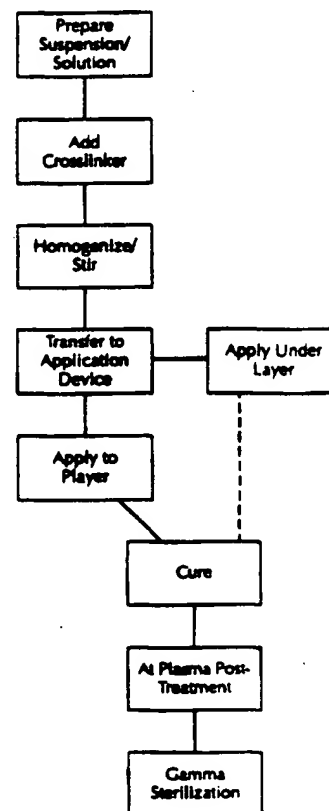 Prepare
Suspension/
Solution
Add
Crosslinker
Homogenize/
Stir
Transfer to
Application
Device
Apply Under
Layer
Apply to
Player
Cure
At Plasma Post-
Treatment
Gamma
Sterilization